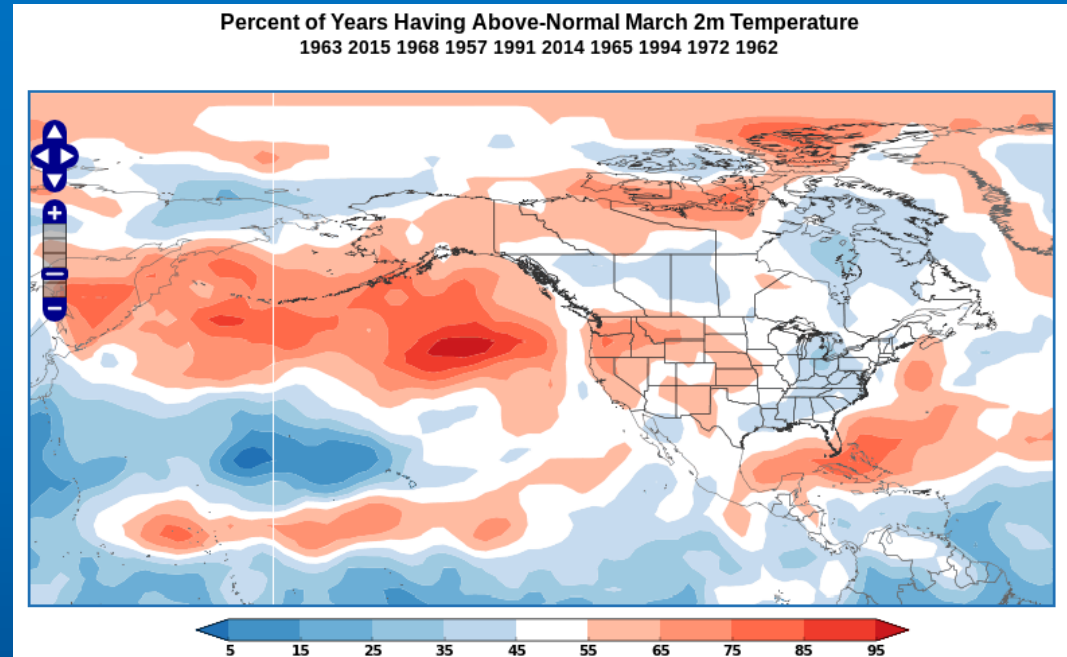 Percent of Years Having Above-Normal March 2m Temperature
1963 2015 1968 1957 1991 2014 1965 1994 1972 1962
5 15 25 35 45 55 65 75 85 95